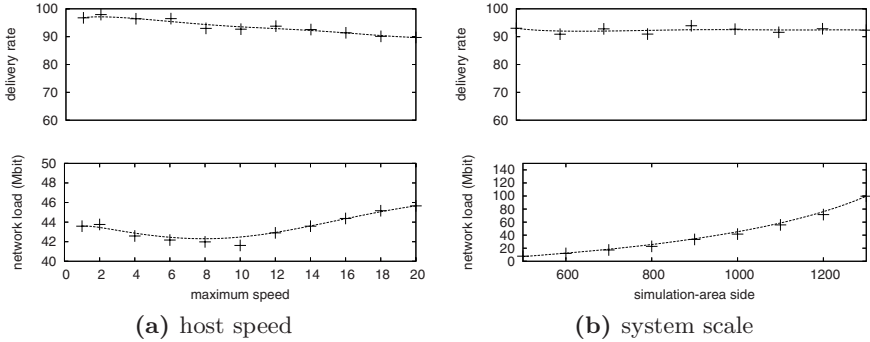 100
90
80
70
60
delivery rate
50
48
46
44
42
40
network load (Mbit)
0 2 4 6 8 10 12 14 16 18 20
maximum speed
(a) host speed
100
90
80
70
60
delivery rate
140
120
100
80
60
40
20
0
network load (Mbit)
600 800 1000 1200
simulation-area side
(b) system scale